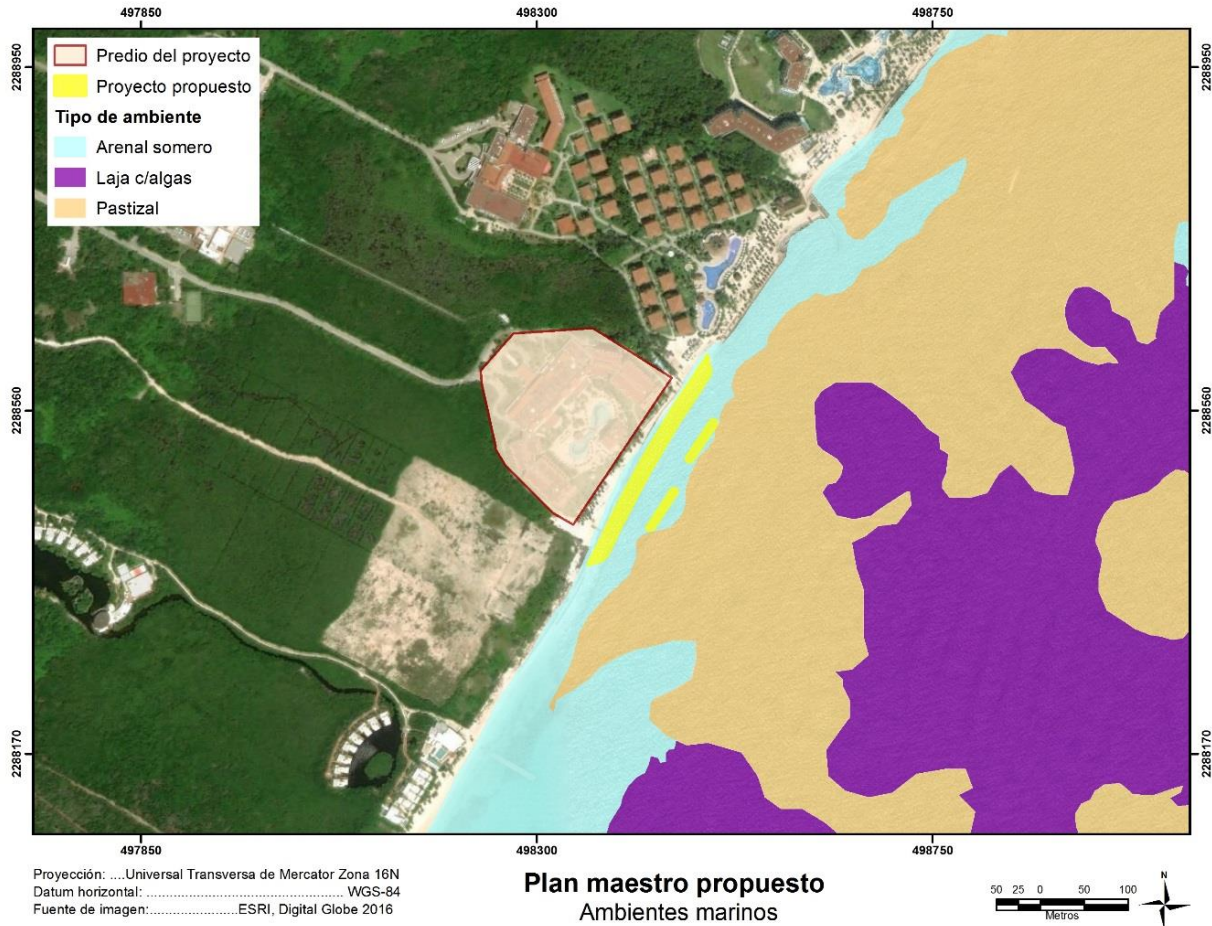 497850
498300
498750
2288950
2288950
Predio del proyecto
Proyecto propuesto
Tipo de ambiente
Arenal somero
Laja c/algas
Pastizal
2288560
2288560
2288170
2288170
497850
498300
498750
Proyección: ....Universal Transversa de Mercator Zona 16N
Datum horizontal: ........................................ WGS-84
Fuente de imagen:......................ESRI, Digital Globe 2016
Plan maestro propuesto
Ambientes marinos
50 25 0 50 100
Metros
N